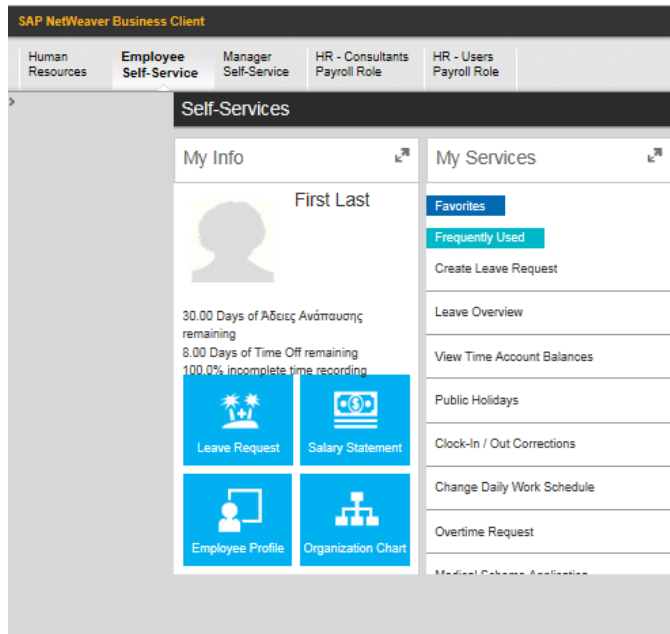 SAP NetWeaver Business Client
Human Resources
Employee Self-Service
Manager Self-Service
HR - Consultants Payroll Role
HR - Users Payroll Role
Self-Services
My Info
First Last
30.00 Days of Άδειες Ανάπαυσης
remaining
8.00 Days of Time Off remaining
100.0% incomplete time recording
Leave Request
Salary Statement
Employee Profile
Organization Chart
My Services
Favorites
Frequently Used
Create Leave Request
Leave Overview
View Time Account Balances
Public Holidays
Clock-In / Out Corrections
Change Daily Work Schedule
Overtime Request
Medical Scheme Application